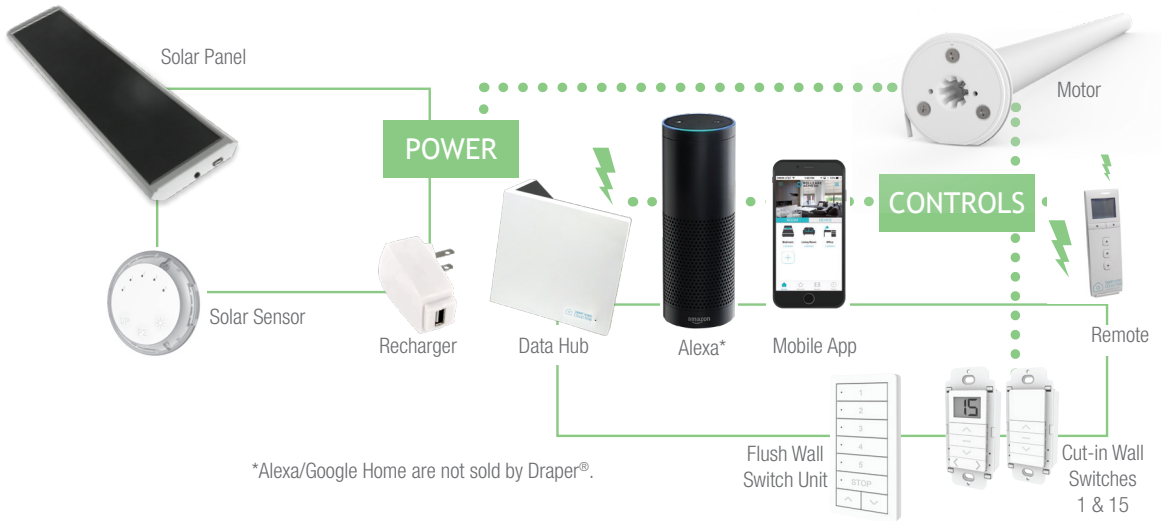 Solar Panel
Motor
POWER
CONTROLS
Solar Sensor
Recharger
Data Hub
amazon
Alexa*
Mobile App
Remote
15
1
2
3
4
5
STOP
Flush Wall
Switch Unit
Cut-in Wall
Switches
1 & 15
*Alexa/Google Home are not sold by Draper®.